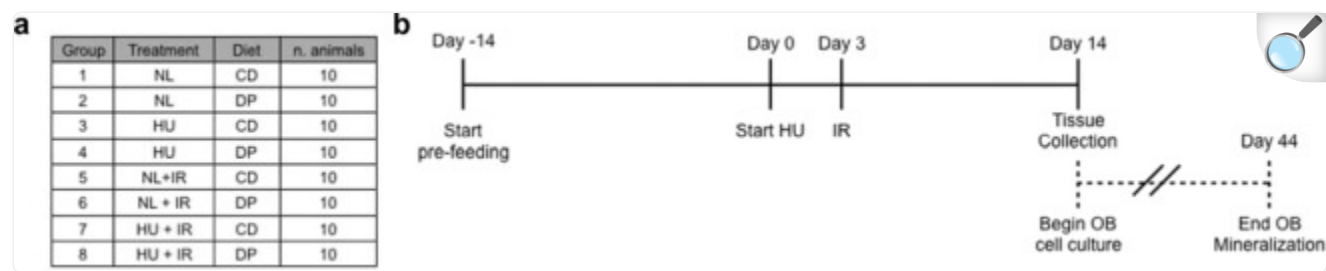 a
Group Treatment Diet n. animals
1 NL CD 10
2 NL DP 10
3 HU CD 10
4 HU DP 10
5 NL+IR CD 10
6 NL + IR DP 10
7 HU + IR CD 10
8 HU + IR DP 10
b
Day -14
Day 0
Day 3
Day 14
Start
pre-feeding
Start HU
IR
Tissue
Collection
Day 44
Begin OB
cell culture
End OB
Mineralization